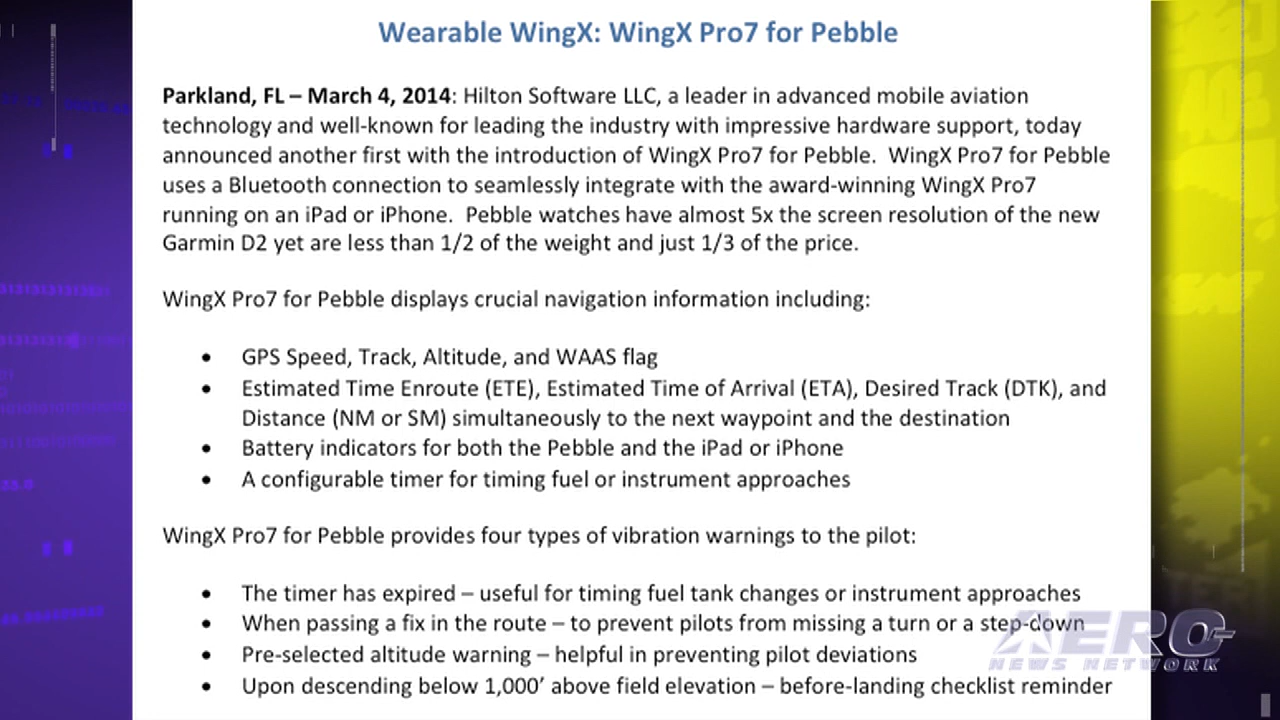 Wearable WingX: WingX Pro7 for Pebble
Parkland, FL – March 4, 2014: Hilton Software LLC, a leader in advanced mobile aviation
technology and well-known for leading the industry with impressive hardware support, today
announced another first with the introduction of WingX Pro7 for Pebble. WingX Pro7 for Pebble
uses a Bluetooth connection to seamlessly integrate with the award-winning WingX Pro7
running on an iPad or iPhone. Pebble watches have almost 5x the screen resolution of the new
Garmin D2 yet are less than 1/2 of the weight and just 1/3 of the price.
WingX Pro7 for Pebble displays crucial navigation information including:
• GPS Speed, Track, Altitude, and WAAS flag
• Estimated Time Enroute (ETE), Estimated Time of Arrival (ETA), Desired Track (DTK), and
Distance (NM or SM) simultaneously to the next waypoint and the destination
• Battery indicators for both the Pebble and the iPad or iPhone
• A configurable timer for timing fuel or instrument approaches
WingX Pro7 for Pebble provides four types of vibration warnings to the pilot:
• The timer has expired – useful for timing fuel tank changes or instrument approaches
• When passing a fix in the route – to prevent pilots from missing a turn or a step-down
• Pre-selected altitude warning – helpful in preventing pilot deviations
• Upon descending below 1,000’ above field elevation – before-landing checklist reminder
AERO-
NEWS NETWORK